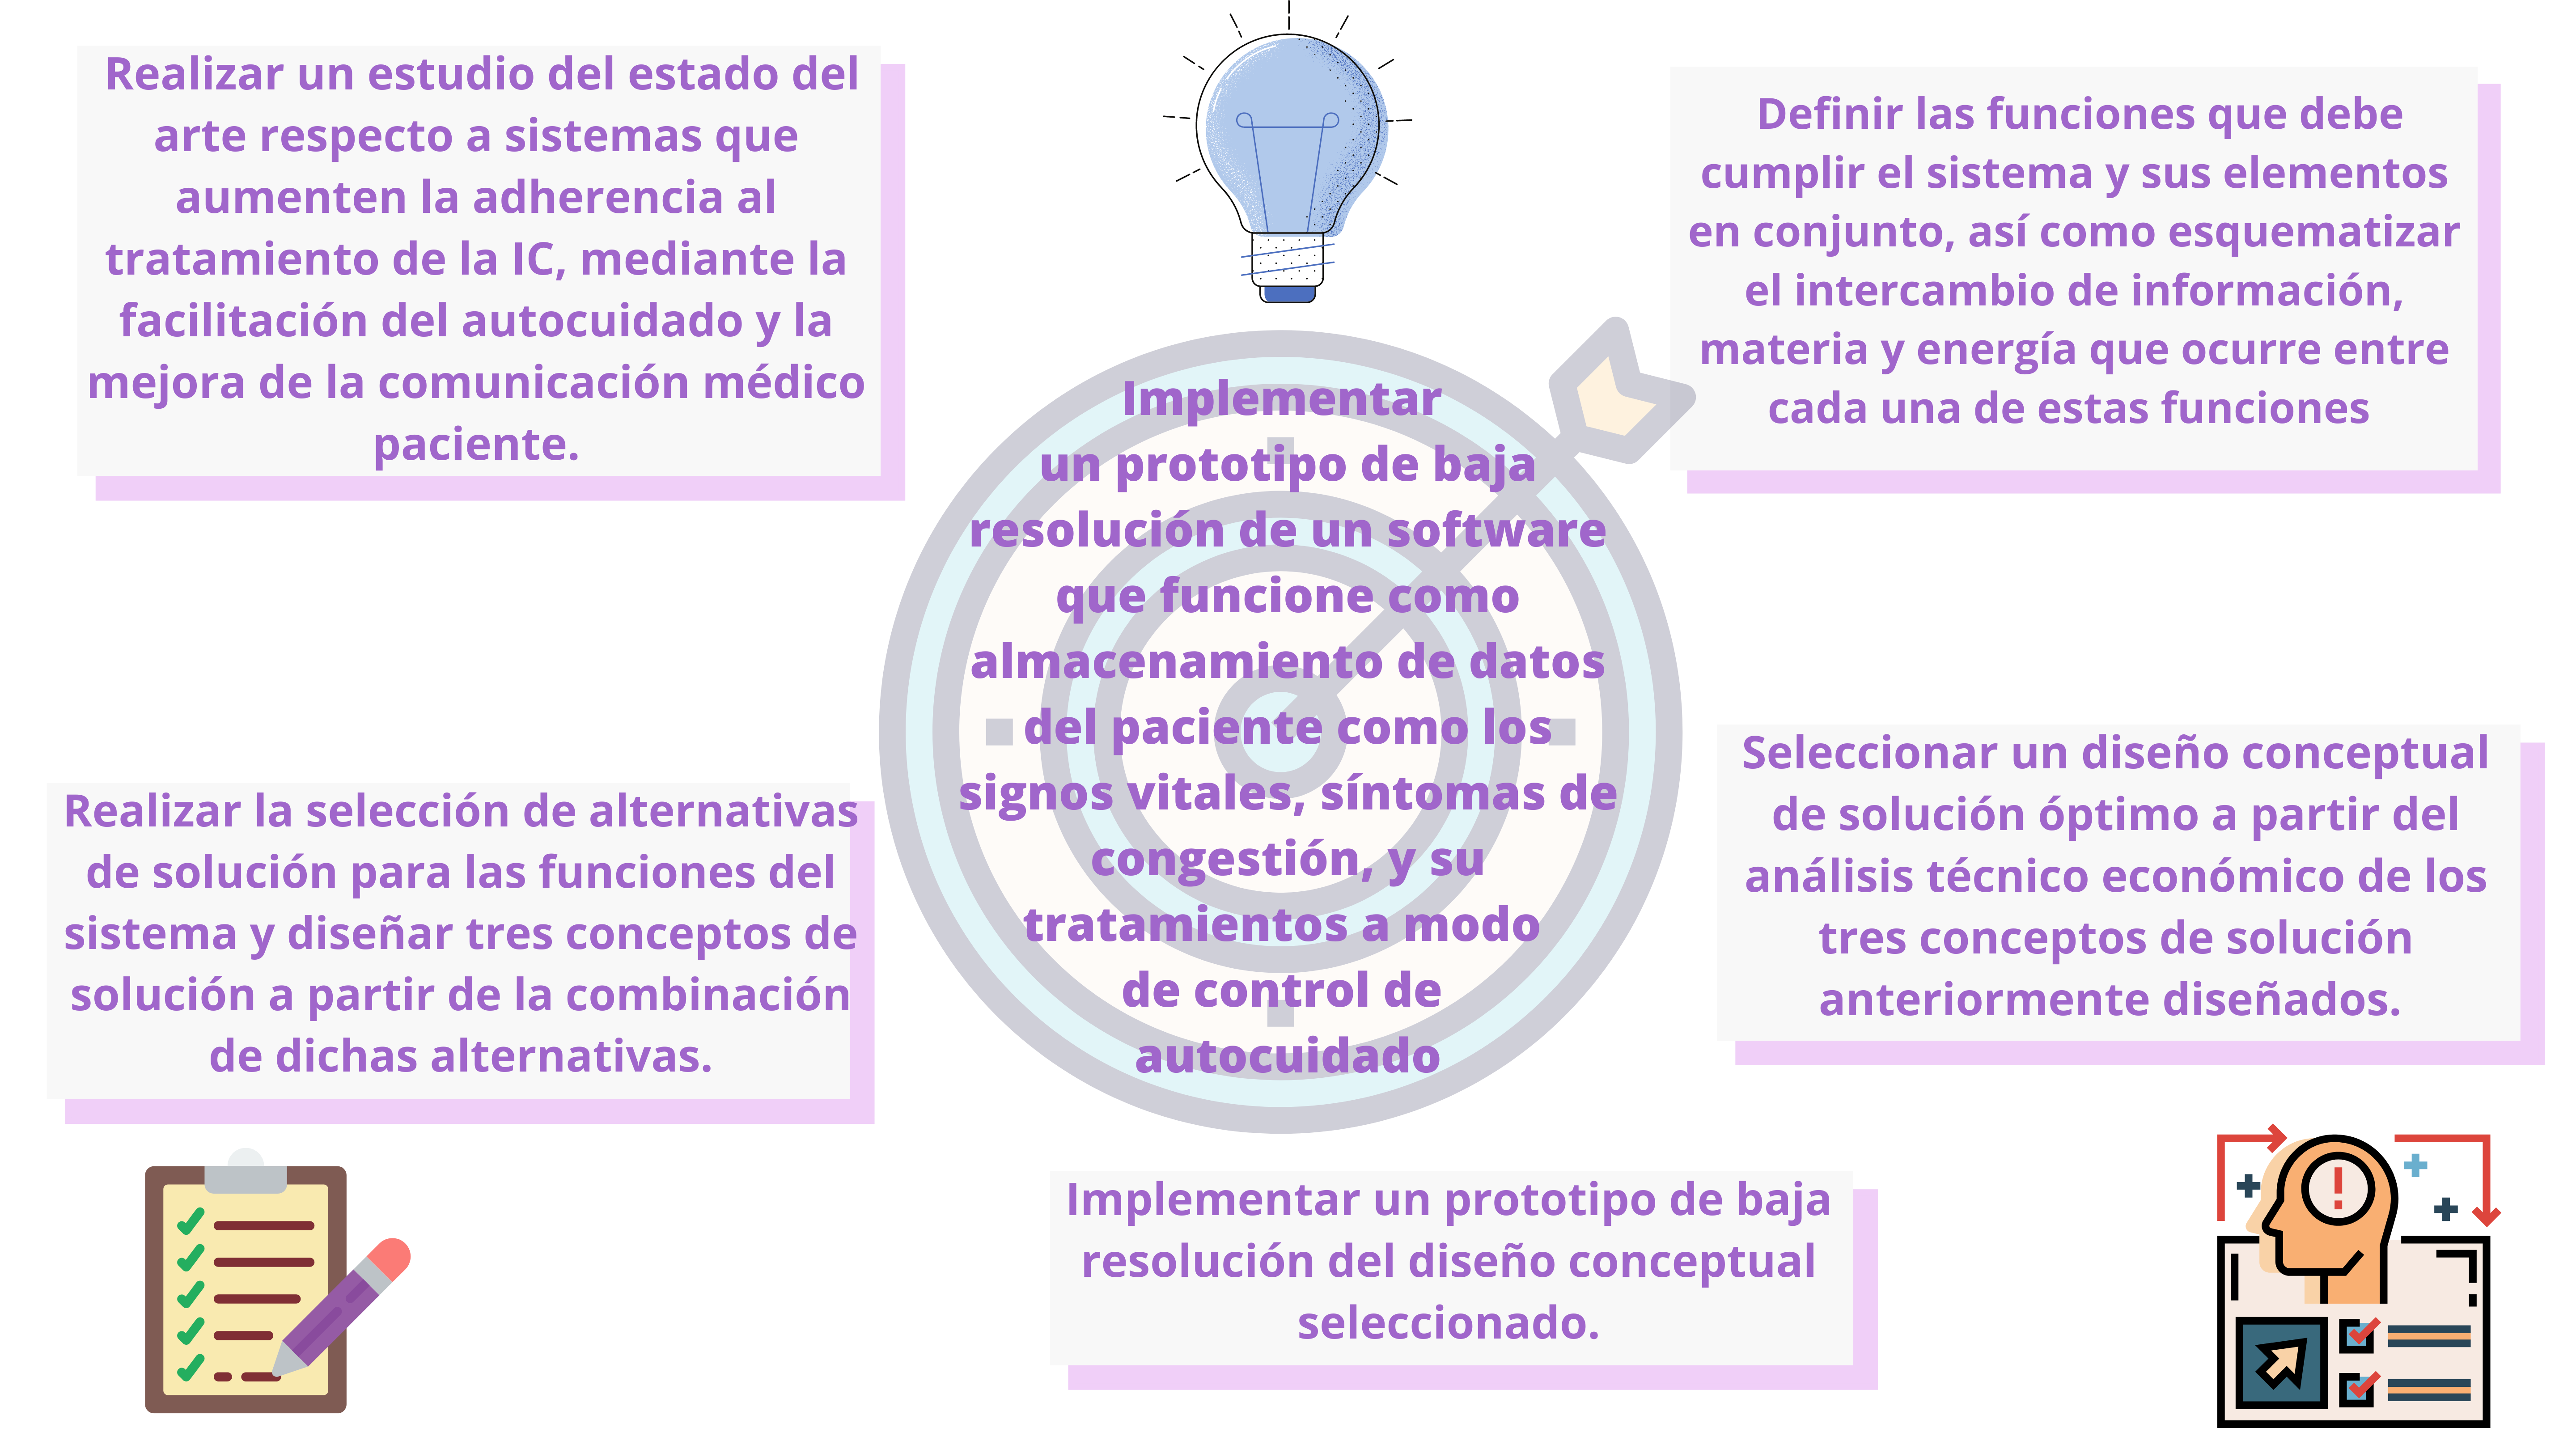 Realizar un estudio del estado del
arte respecto a sistemas que
aumenten la adherencia al
tratamiento de la IC, mediante la
facilitación del autocuidado y la
mejora de la comunicación médico
paciente.
Definir las funciones que debe
cumplir el sistema y sus elementos
en conjunto, así como esquematizar
el intercambio de información,
materia y energía que ocurre entre
cada una de estas funciones
Implementar
un prototipo de baja
resolución de un software
que funcione como
almacenamiento de datos
del paciente como los
signos vitales, síntomas de
congestión, y su
tratamientos a modo
de control de
autocuidado
Realizar la selección de alternativas
de solución para las funciones del
sistema y diseñar tres conceptos de
solución a partir de la combinación
de dichas alternativas.
Seleccionar un diseño conceptual
de solución óptimo a partir del
análisis técnico económico de los
tres conceptos de solución
anteriormente diseñados.
Implementar un prototipo de baja
resolución del diseño conceptual
seleccionado.